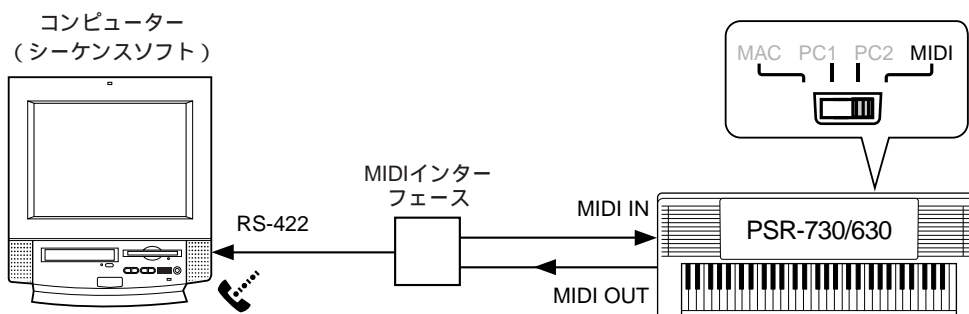 コンピューター
（シーケンスソフト）
MAC PC1 PC2 MIDI
MIDIインター
フェース
RS-422
MIDI IN
PSR-730/630
MIDI OUT